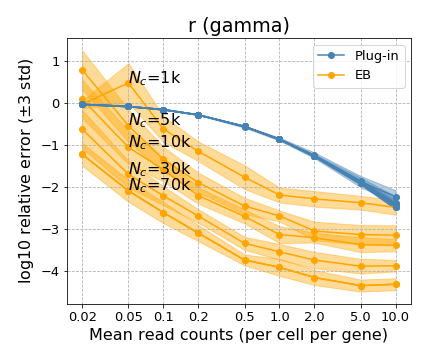 r (gamma)
log10 relative error (±3 std)
1
0
−1
−2
−3
−4
N_c=1k
N_c=5k
N_c=10k
N_c=30k
N_c=70k
Plug-in
EB
0.02 0.05 0.1 0.2 0.5 1.0 2.0 5.0 10.0
Mean read counts (per cell per gene)